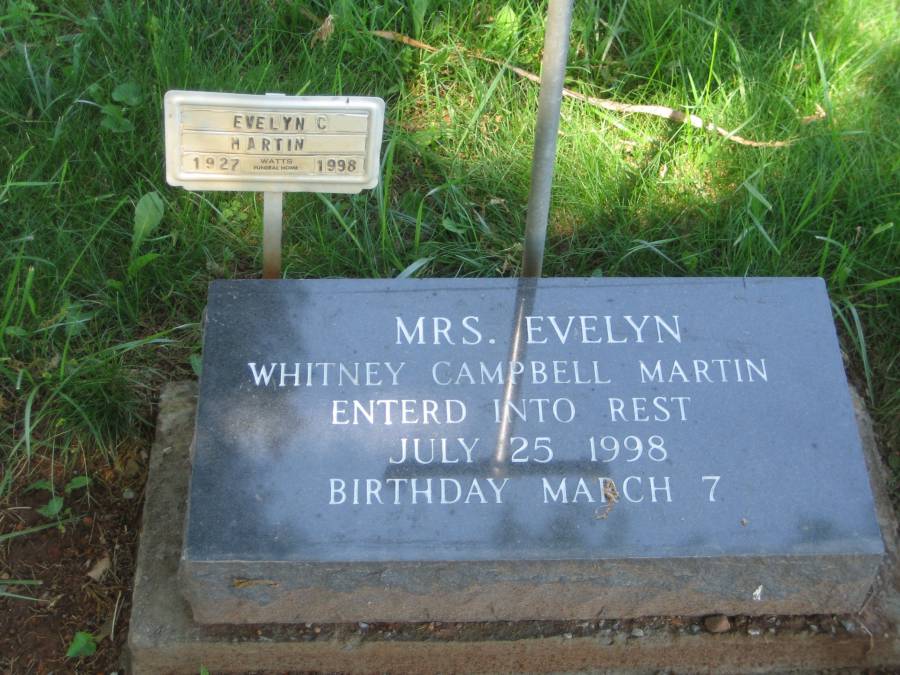 EVELYN C
MARTIN
1927 WATTS FUNERAL HOME 1998
MRS. EVELYN
WHITNEY CAMPBELL MARTIN
ENTERD INTO REST
JULY 25 1998
BIRTHDAY MARCH 7